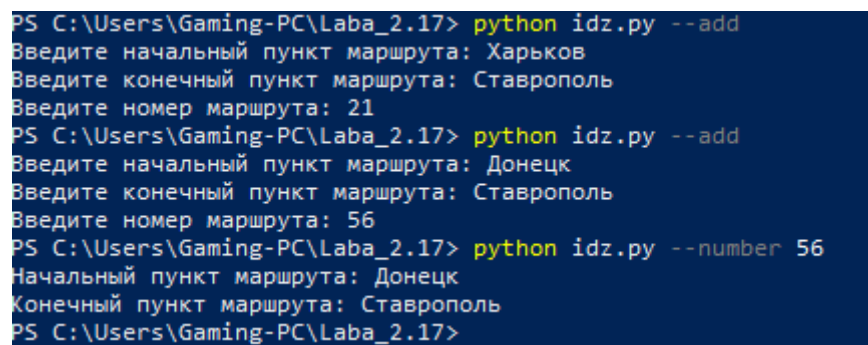 PS C:\Users\Gaming-PC\Laba_2.17> python idz.py --add
Введите начальный пункт маршрута: Харьков
Введите конечный пункт маршрута: Ставрополь
Введите номер маршрута: 21
PS C:\Users\Gaming-PC\Laba_2.17> python idz.py --add
Введите начальный пункт маршрута: Донецк
Введите конечный пункт маршрута: Ставрополь
Введите номер маршрута: 56
PS C:\Users\Gaming-PC\Laba_2.17> python idz.py --number 56
Начальный пункт маршрута: Донецк
Конечный пункт маршрута: Ставрополь
PS C:\Users\Gaming-PC\Laba_2.17>